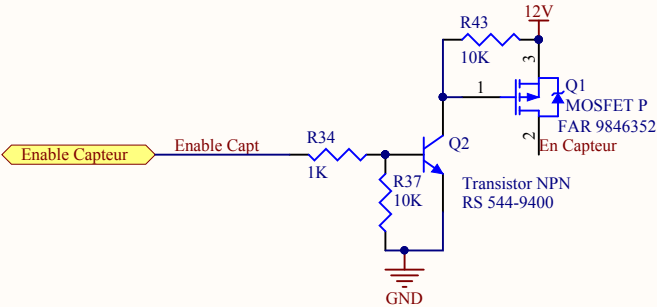 12V
R43
10K
3
1
Q1
MOSFET P
FAR 9846352
2
En Capteur
Enable Capteur
Enable Capt
R34
1K
Q2
R37
10K
Transistor NPN
RS 544-9400
GND